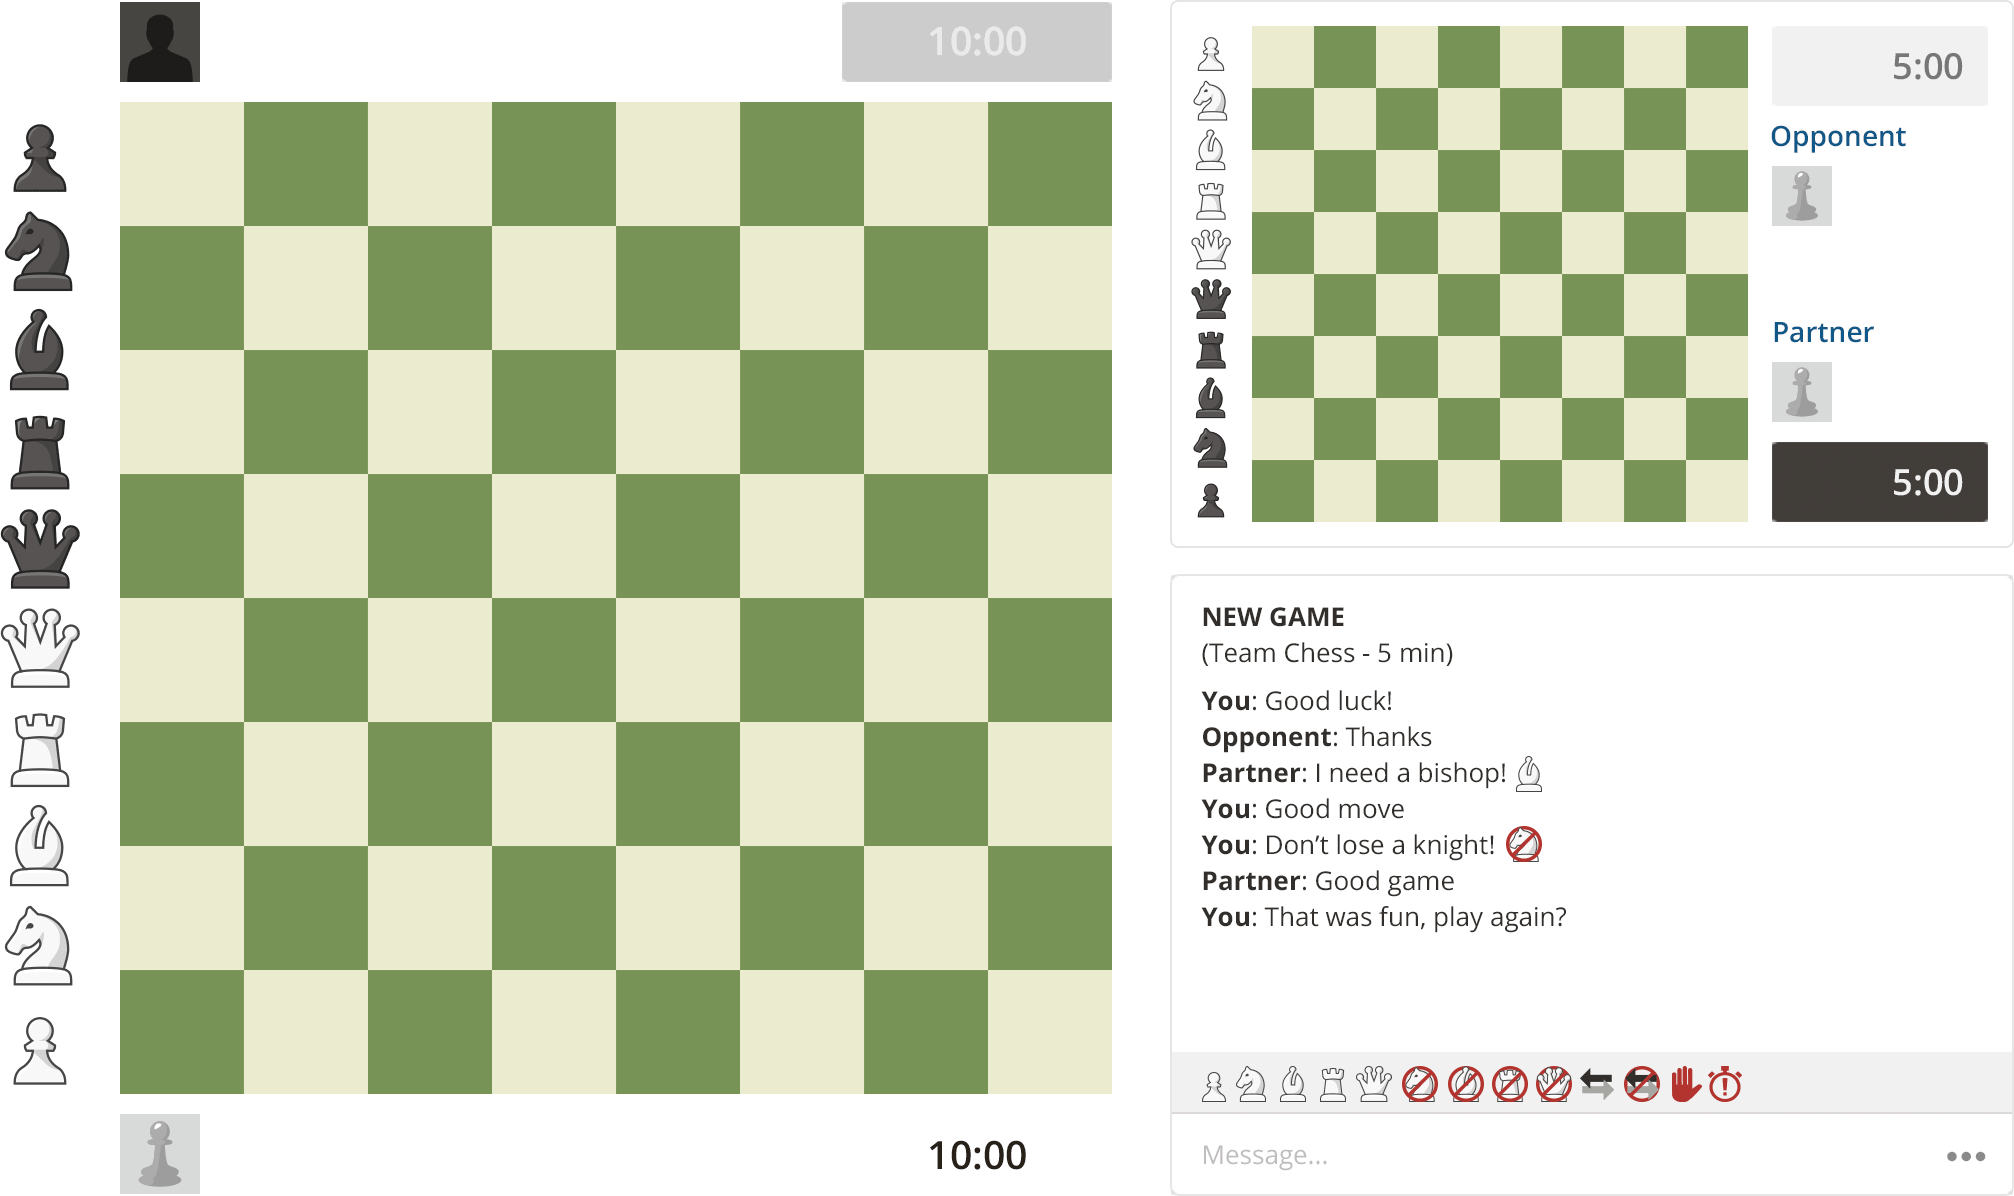 10:00
10:00
5:00
Opponent
Partner
5:00
NEW GAME
(Team Chess - 5 min)
You: Good luck!
Opponent: Thanks
Partner: I need a bishop!
You: Good move
You: Don’t lose a knight!
Partner: Good game
You: That was fun, play again?
Message...